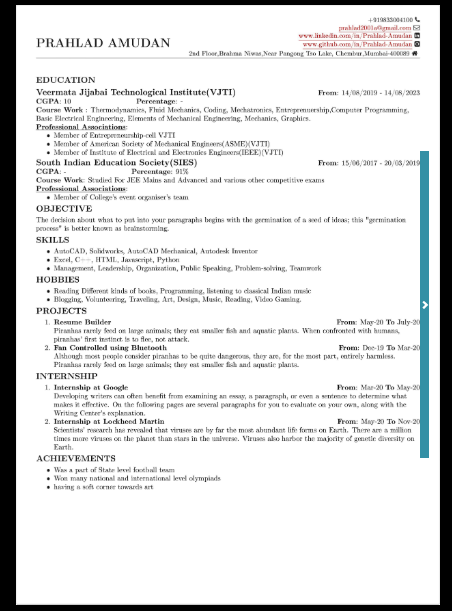 +919833004100
prahlad2001a@gmail.com
www.linkedin.com/in/Prahlad-Amudan
PRAHLAD AMUDAN
www.github.com/in/Prahlad-Amudan
2nd Floor,Brahma Niwas,Near Pangong Tso Lake, Chembur,Mumbai-400089
EDUCATION
Veermata Jijabai Technological Institute(VJTI) From: 14/08/2019 - 14/08/2023
CGPA: 10 Percentage: -
Course Work : Thermodynamics, Fluid Mechanics, Coding, Mechatronics, Entrepreneurship,Computer Programming,
Basic Electrical Engineering, Elements of Mechanical Engineering, Mechanics, Graphics.
Professional Associations:
• Member of Entrepreneurship-cell VJTI
• Member of American Society of Mechanical Engineers(ASME)(VJTI)
• Member of Institute of Electrical and Electronics Engineers(IEEE)(VJTI)
South Indian Education Society(SIES) From: 15/06/2017 - 20/03/2019
CGPA: - Percentage: 91%
Course Work: Studied For JEE Mains and Advanced and various other competitive exams
Professional Associations:
• Member of College's event organiser's team
OBJECTIVE
The decision about what to put into your paragraphs begins with the germination of a seed of ideas; this "germination
process" is better known as brainstorming.
SKILLS
• AutoCAD, Solidworks, AutoCAD Mechanical, Autodesk Inventor
• Excel, C++, HTML, Javascript, Python
• Management, Leadership, Organization, Public Speaking, Problem-solving, Teamwork
HOBBIES
• Reading Different kinds of books, Programming, listening to classical Indian music
• Blogging, Volunteering, Traveling, Art, Design, Music, Reading, Video Gaming.
PROJECTS
1. Resume Builder From: May-20 To July-20
Piranhas rarely feed on large animals; they eat smaller fish and aquatic plants. When confronted with humans,
piranhas' first instinct is to flee, not attack.
2. Fan Controlled using Bluetooth From: Dec-19 To Mar-20
Although most people consider piranhas to be quite dangerous, they are, for the most part, entirely harmless.
Piranhas rarely feed on large animals; they eat smaller fish and aquatic plants.
INTERNSHIP
1. Internship at Google From: Mar-20 To May-20
Developing writers can often benefit from examining an essay, a paragraph, or even a sentence to determine what
makes it effective. On the following pages are several paragraphs for you to evaluate on your own, along with the
Writing Center's explanation.
2. Internship at Lockheed Martin From: May-20 To Nov-20
Scientists' research has revealed that viruses are by far the most abundant life forms on Earth. There are a million
times more viruses on the planet than stars in the universe. Viruses also harbor the majority of genetic diversity on
Earth.
ACHIEVEMENTS
• Was a part of State level football team
• Won many national and international level olympiads
• having a soft corner towards art